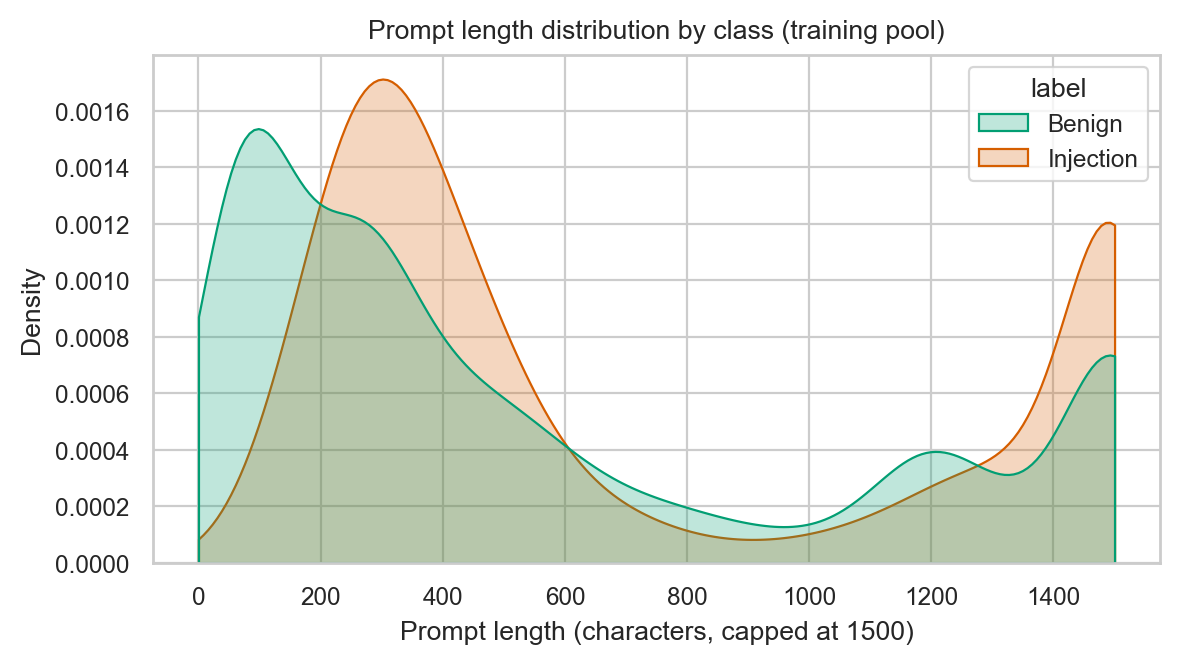 Prompt length distribution by class (training pool)
label
Benign
Injection
Density
0.0016
0.0014
0.0012
0.0010
0.0008
0.0006
0.0004
0.0002
0.0000
0 200 400 600 800 1000 1200 1400
Prompt length (characters, capped at 1500)